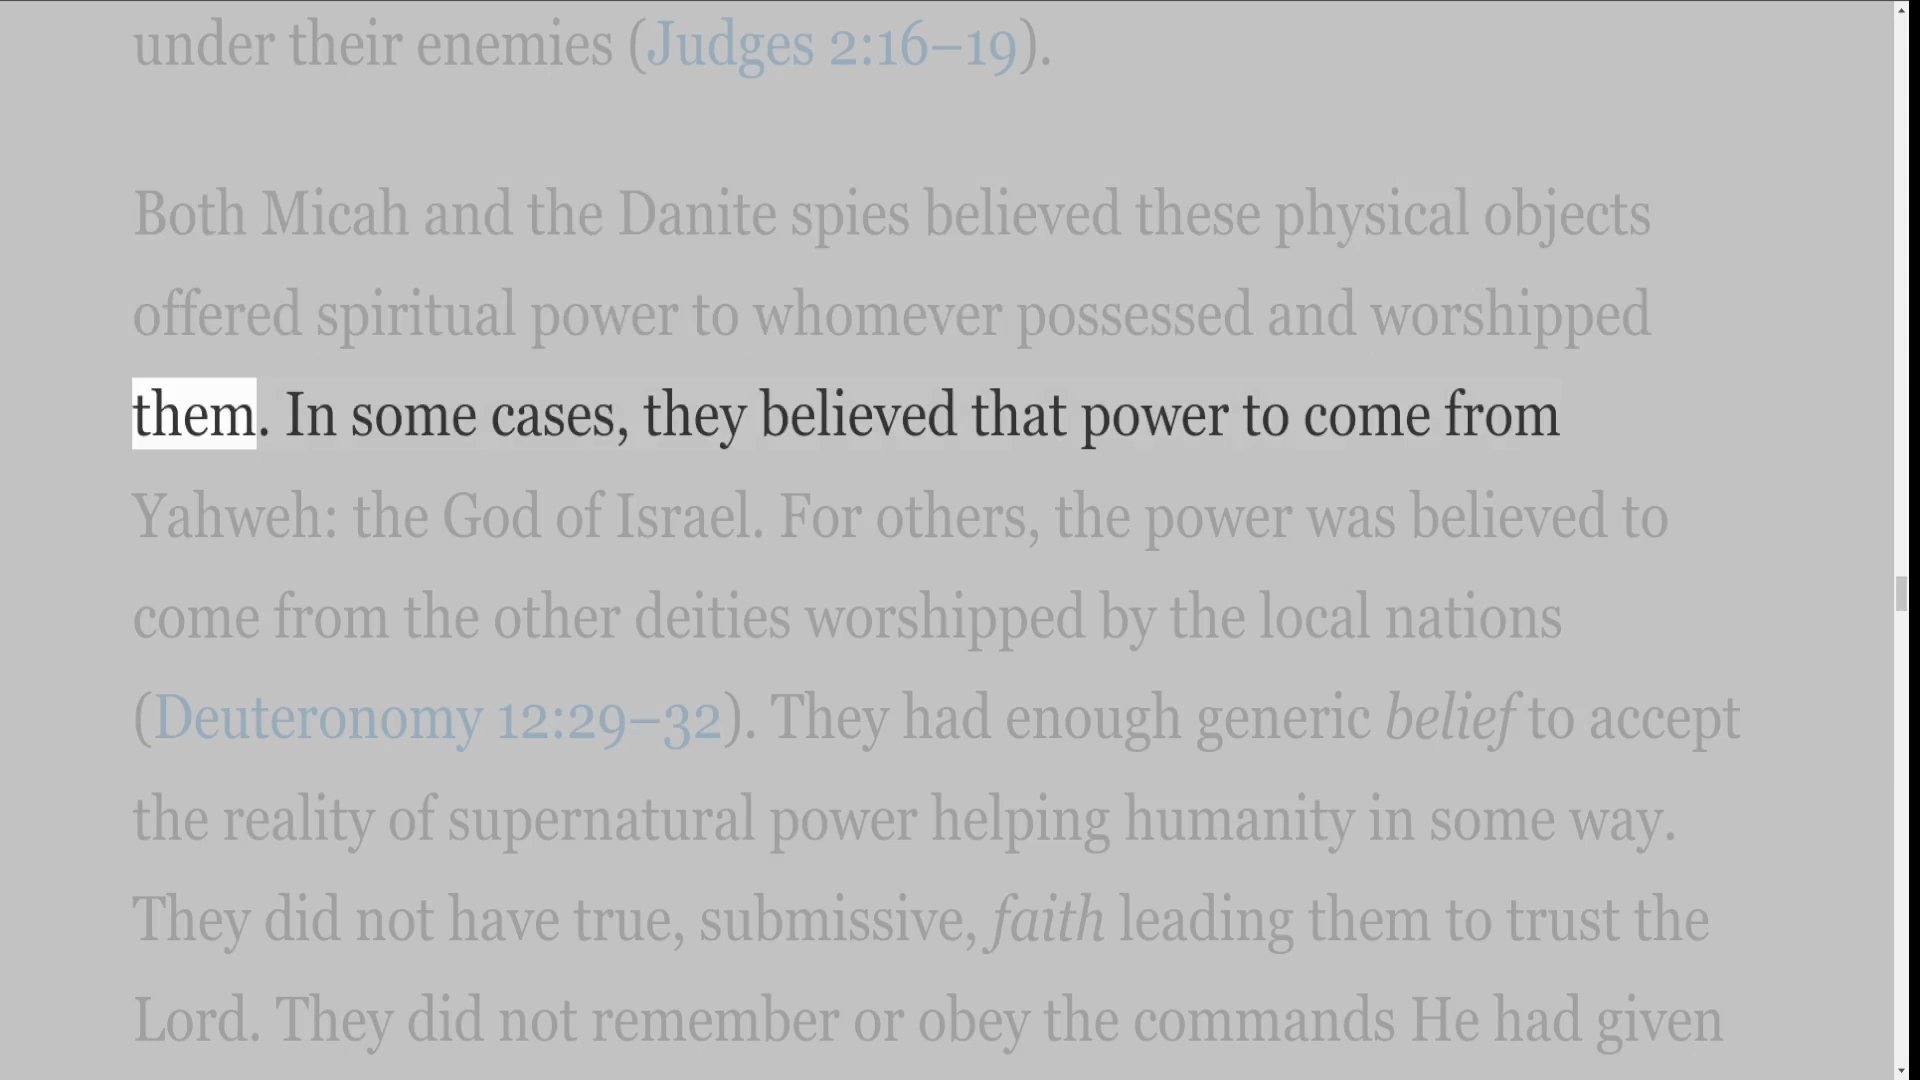 under their enemies (Judges 2:16–19).
Both Micah and the Danite spies believed these physical objects
offered spiritual power to whomever possessed and worshipped
them. In some cases, they believed that power to come from
Yahweh: the God of Israel. For others, the power was believed to
come from the other deities worshipped by the local nations
(Deuteronomy 12:29–32). They had enough generic belief to accept
the reality of supernatural power helping humanity in some way.
They did not have true, submissive, faith leading them to trust the
Lord. They did not remember or obey the commands He had given